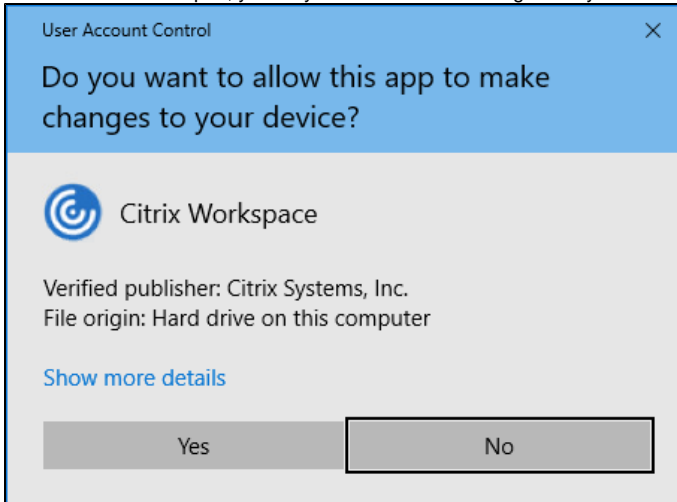 User Account Control
Do you want to allow this app to make
changes to your device?
Citrix Workspace
Verified publisher: Citrix Systems, Inc.
File origin: Hard drive on this computer
Show more details
Yes
No